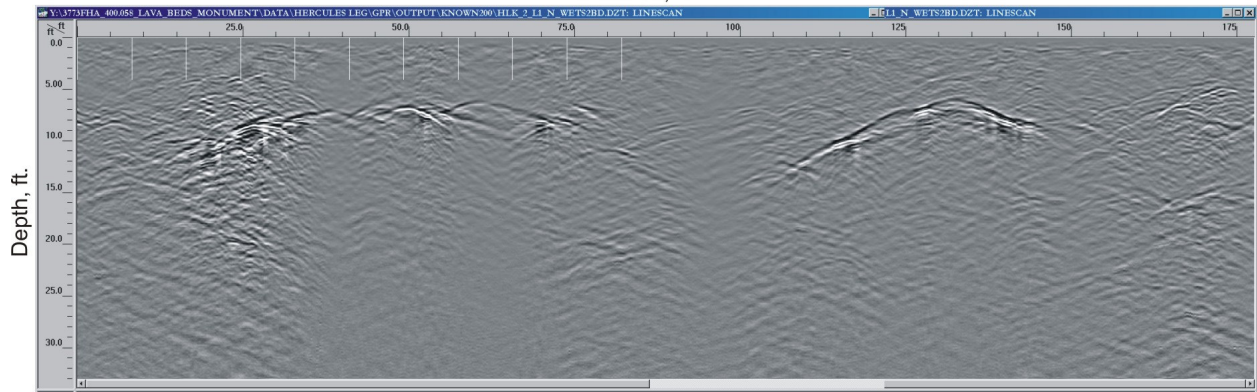 Y:\3773FHA_400.058_LAVA_BEDS_MONUMENT\DATA\HERCULES LEG\GPR\OUTPUT\KNOWN200\HLK_2_L1_N_WETS2BD.DZT: LINESCAN
L1_N_WETS2BD.DZT: LINESCAN
ft/ft 25.0 50.0 75.0 100 125 150 175
0.0
5.00
10.0
15.0
20.0
25.0
30.0
Depth, ft.